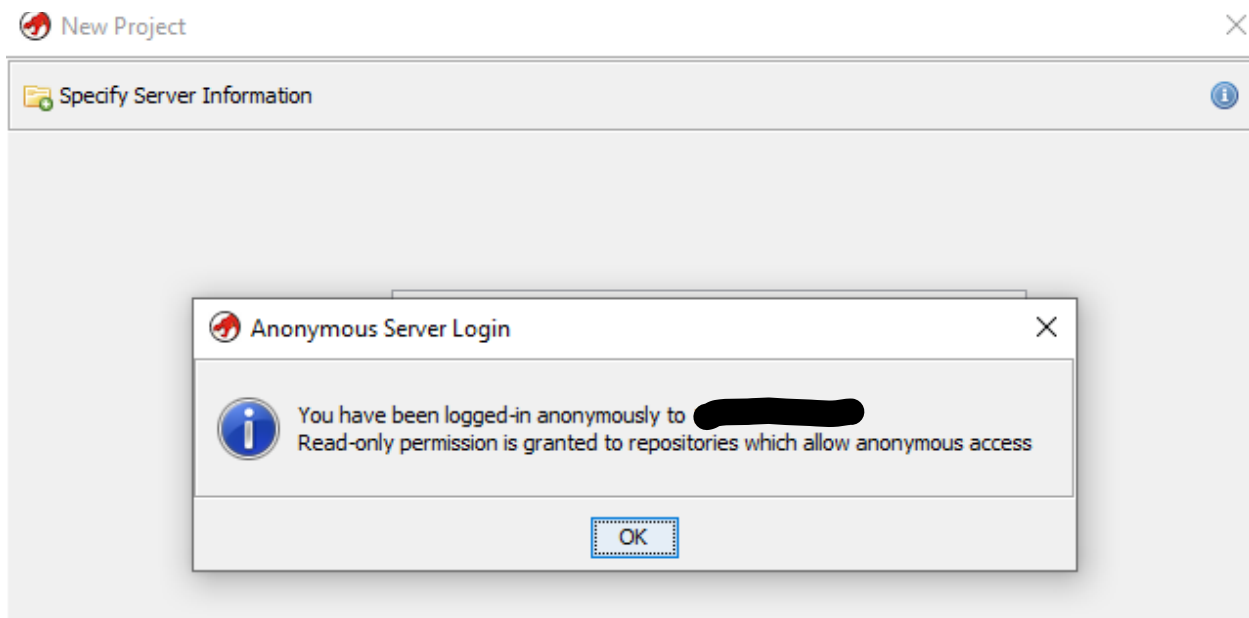 New Project
Specify Server Information
Anonymous Server Login
You have been logged-in anonymously to
Read-only permission is granted to repositories which allow anonymous access
OK